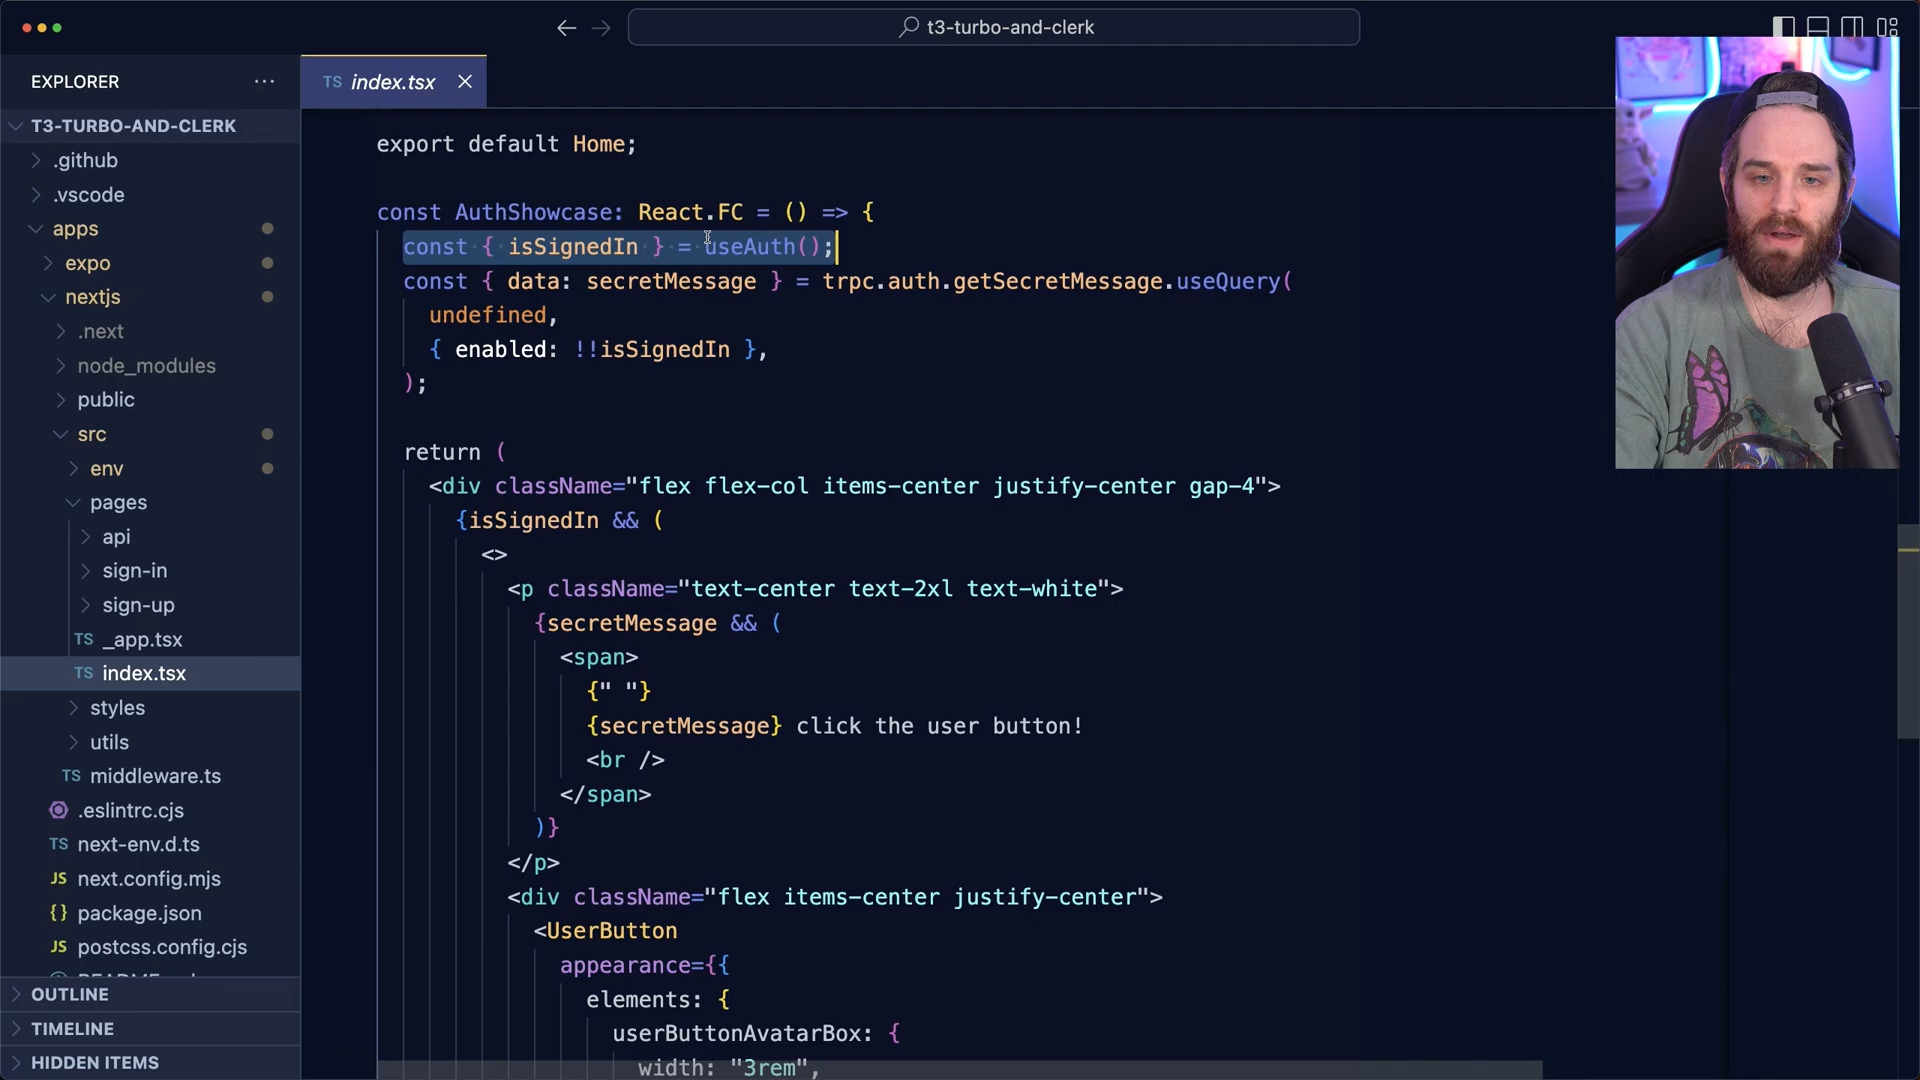 t3-turbo-and-clerk
EXPLORER
TS index.tsx
T3-TURBO-AND-CLERK
.github
.vscode
apps
expo
nextjs
.next
node_modules
public
src
env
pages
api
sign-in
sign-up
TS _app.tsx
TS index.tsx
styles
utils
TS middleware.ts
.eslintrc.cjs
TS next-env.d.ts
JS next.config.mjs
{} package.json
JS postcss.config.cjs
OUTLINE
TIMELINE
HIDDEN ITEMS
export default Home;
const AuthShowcase: React.FC = () => {
const { isSignedIn } = useAuth();
const { data: secretMessage } = trpc.auth.getSecretMessage.useQuery(
undefined,
{ enabled: !!isSignedIn },
);
return (
<div className="flex flex-col items-center justify-center gap-4">
{isSignedIn && (
<>
<p className="text-center text-2xl text-white">
{secretMessage && (
<span>
{" "}
{secretMessage} click the user button!
<br />
</span>
)}
</p>
<div className="flex items-center justify-center">
<UserButton
appearance={{
elements: {
userButtonAvatarBox: {
width: "3rem",